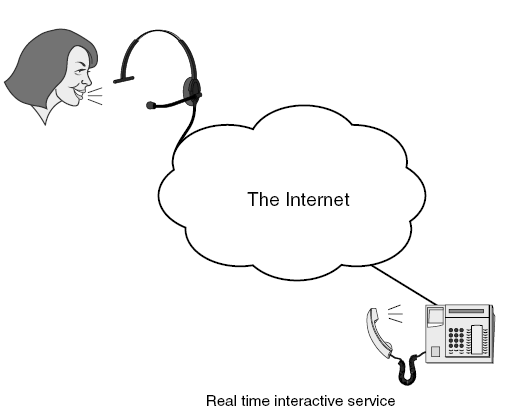 The Internet
Real time interactive service